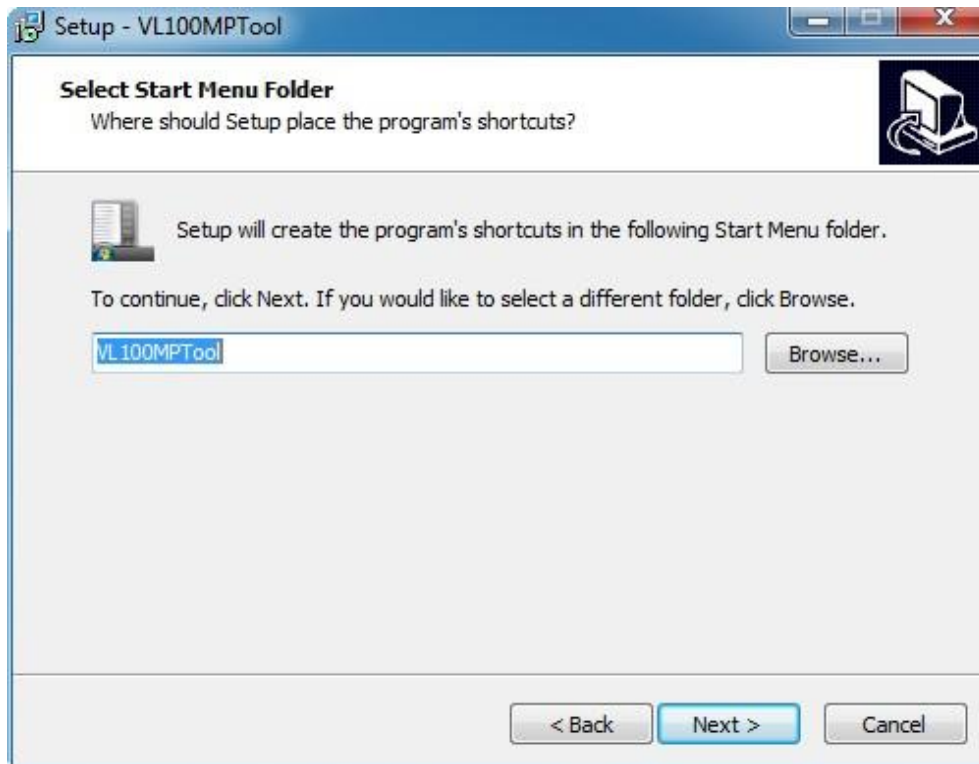 Setup - VL100MPTool
Select Start Menu Folder
Where should Setup place the program's shortcuts?
Setup will create the program's shortcuts in the following Start Menu folder.
To continue, click Next. If you would like to select a different folder, click Browse.
VL100MPTool
Browse...
< Back
Next >
Cancel